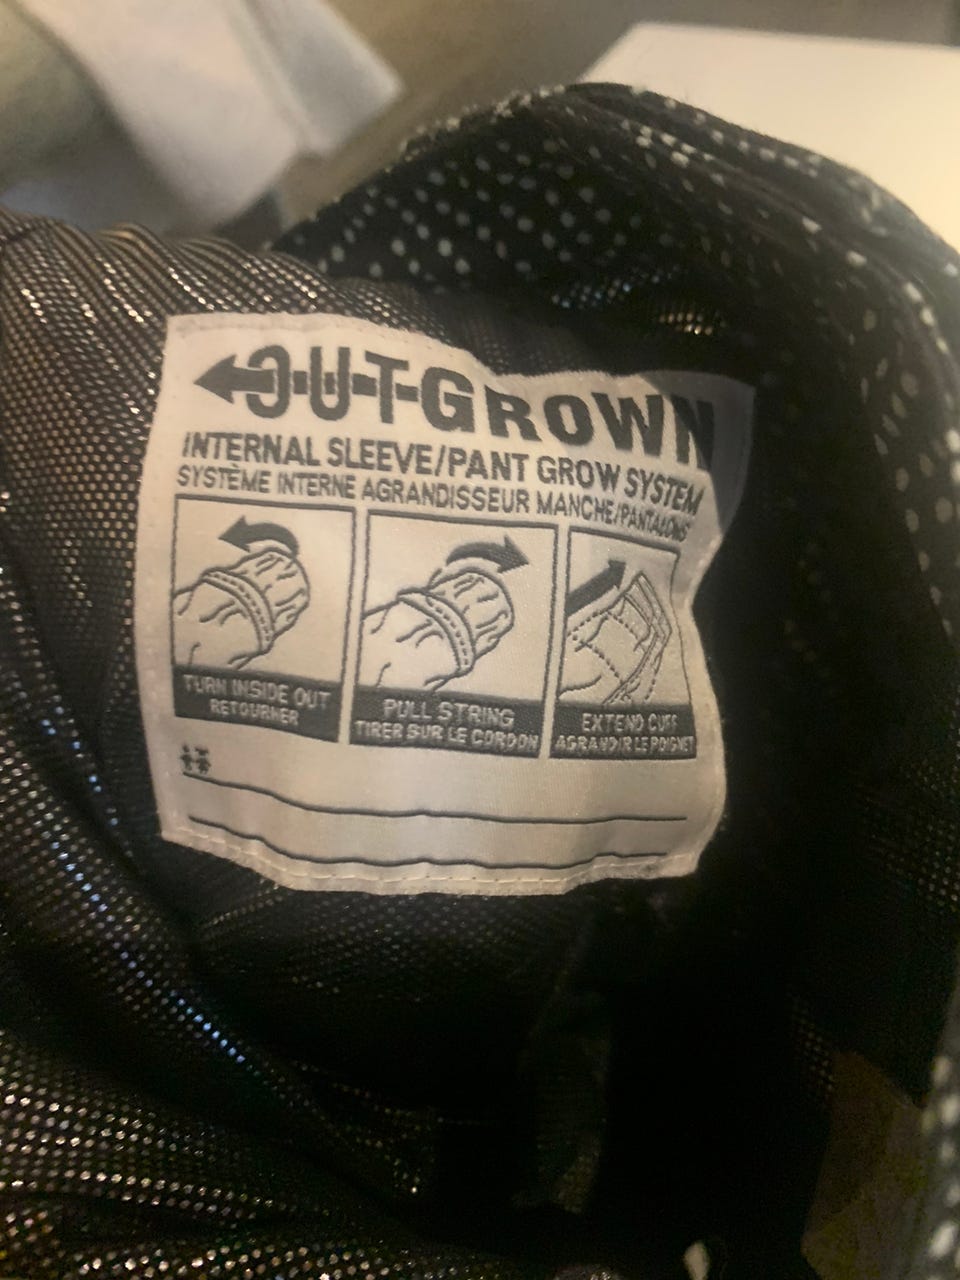 OUTGROWN
INTERNAL SLEEVE/PANT GROW SYSTEM
SYSTÈME INTERNE AGRANDISSEUR MANCHE/PANTALONS
TURN INSIDE OUT
RETOURNER
PULL STRING
TIRER SUR LE CORDON
EXTEND CUFF
AGRANDIR LE POIGNET